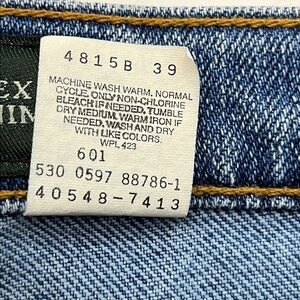 4815B 39
MACHINE WASH WARM. NORMAL
CYCLE. ONLY NON-CHLORINE
BLEACH IF NEEDED. TUMBLE
DRY MEDIUM. WARM IRON IF
NEEDED. WASH AND DRY
WITH LIKE COLORS.
WPL 423
601
530 0597 88786-1
40548-7413
EX